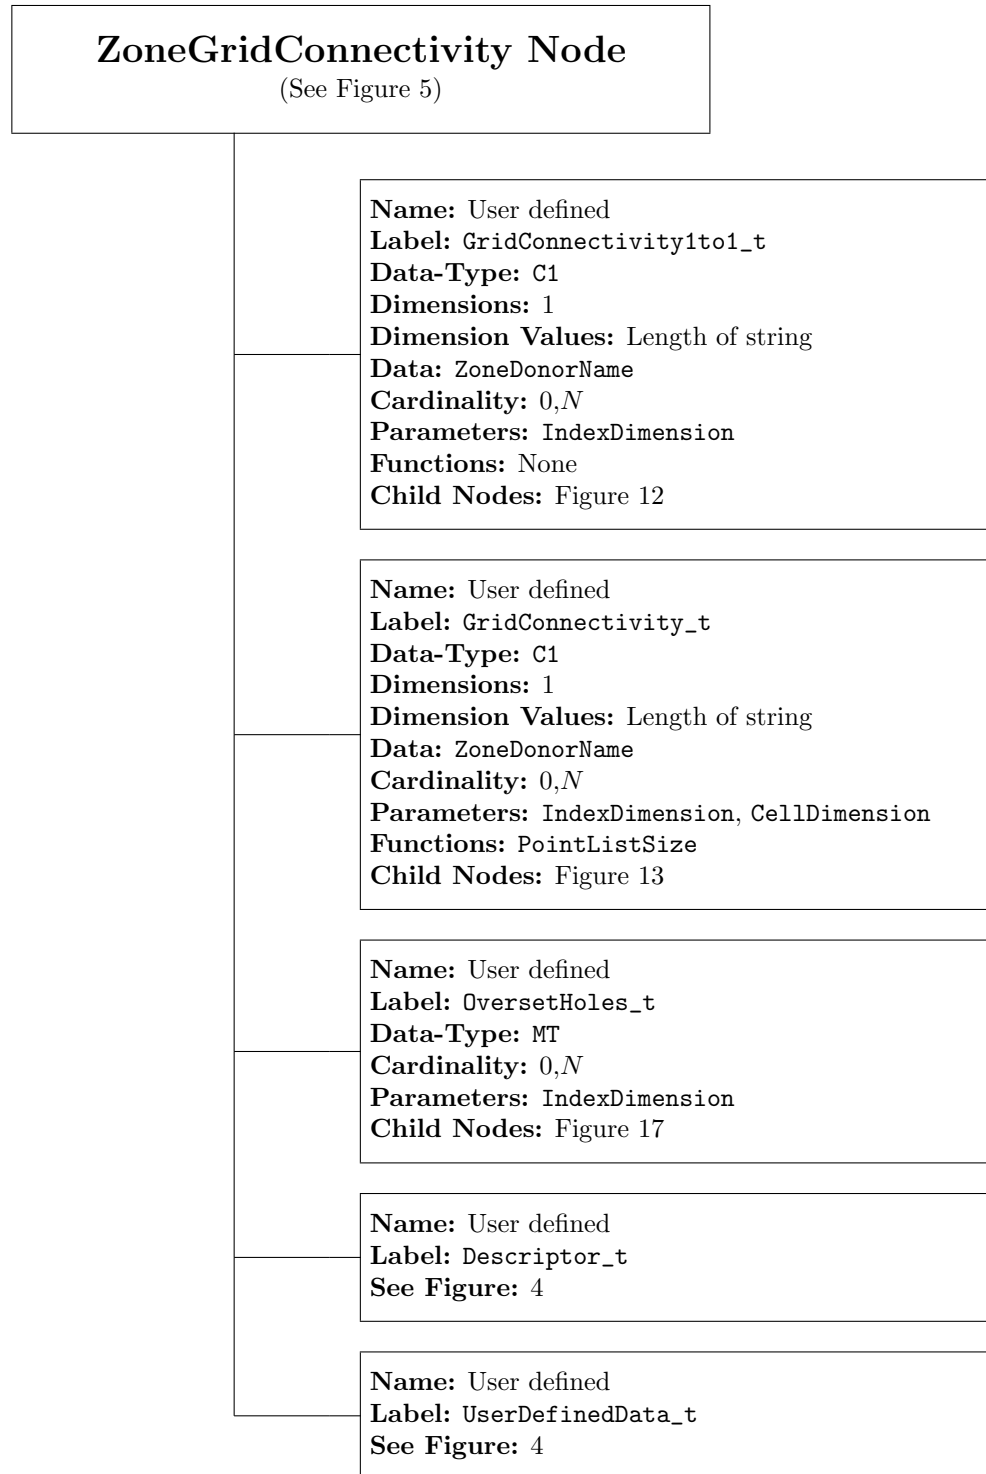 ZoneGridConnectivity Node
(See Figure 5)
Name: User defined
Label: GridConnectivity1to1_t
Data-Type: C1
Dimensions: 1
Dimension Values: Length of string
Data: ZoneDonorName
Cardinality: 0,N
Parameters: IndexDimension
Functions: None
Child Nodes: Figure 12
Name: User defined
Label: GridConnectivity_t
Data-Type: C1
Dimensions: 1
Dimension Values: Length of string
Data: ZoneDonorName
Cardinality: 0,N
Parameters: IndexDimension, CellDimension
Functions: PointListSize
Child Nodes: Figure 13
Name: User defined
Label: OversetHoles_t
Data-Type: MT
Cardinality: 0,N
Parameters: IndexDimension
Child Nodes: Figure 17
Name: User defined
Label: Descriptor_t
See Figure: 4
Name: User defined
Label: UserDefinedData_t
See Figure: 4